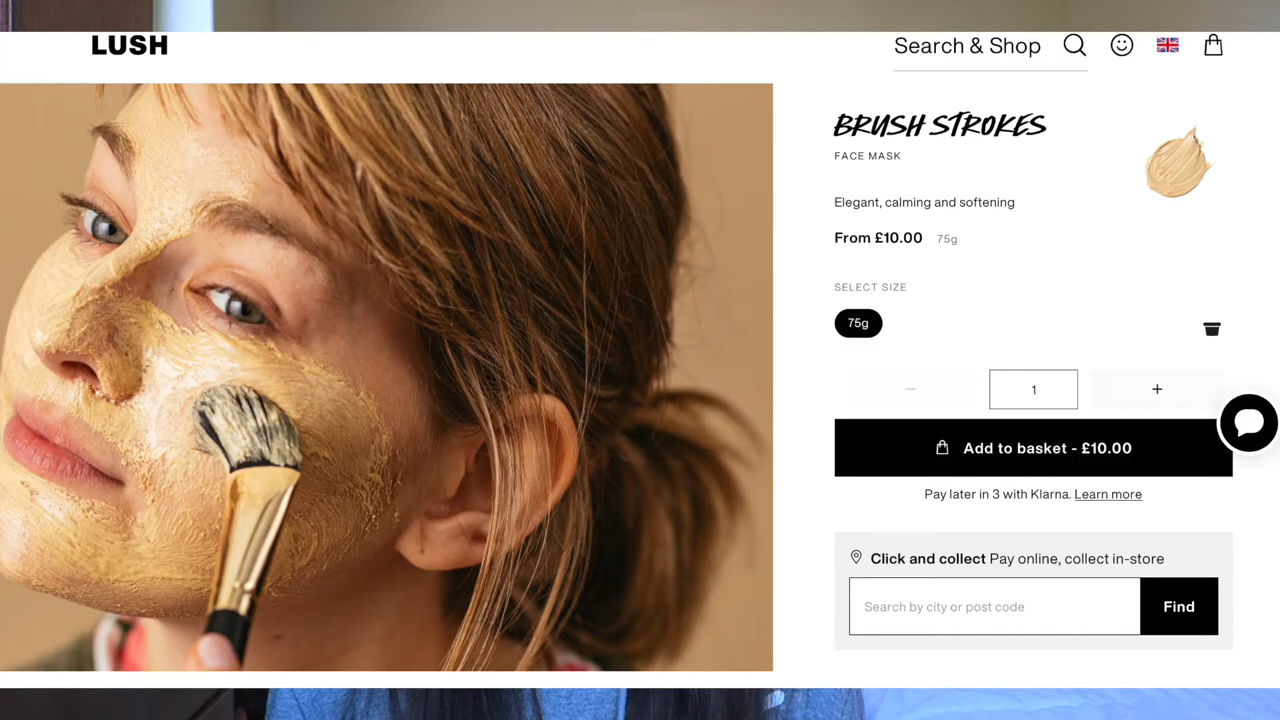 LUSH
Search & Shop
BRUSH STROKES
FACE MASK
Elegant, calming and softening
From £10.00 75g
SELECT SIZE
75g
1
Add to basket - £10.00
Pay later in 3 with Klarna. Learn more
Click and collect Pay online, collect in-store
Search by city or post code
Find